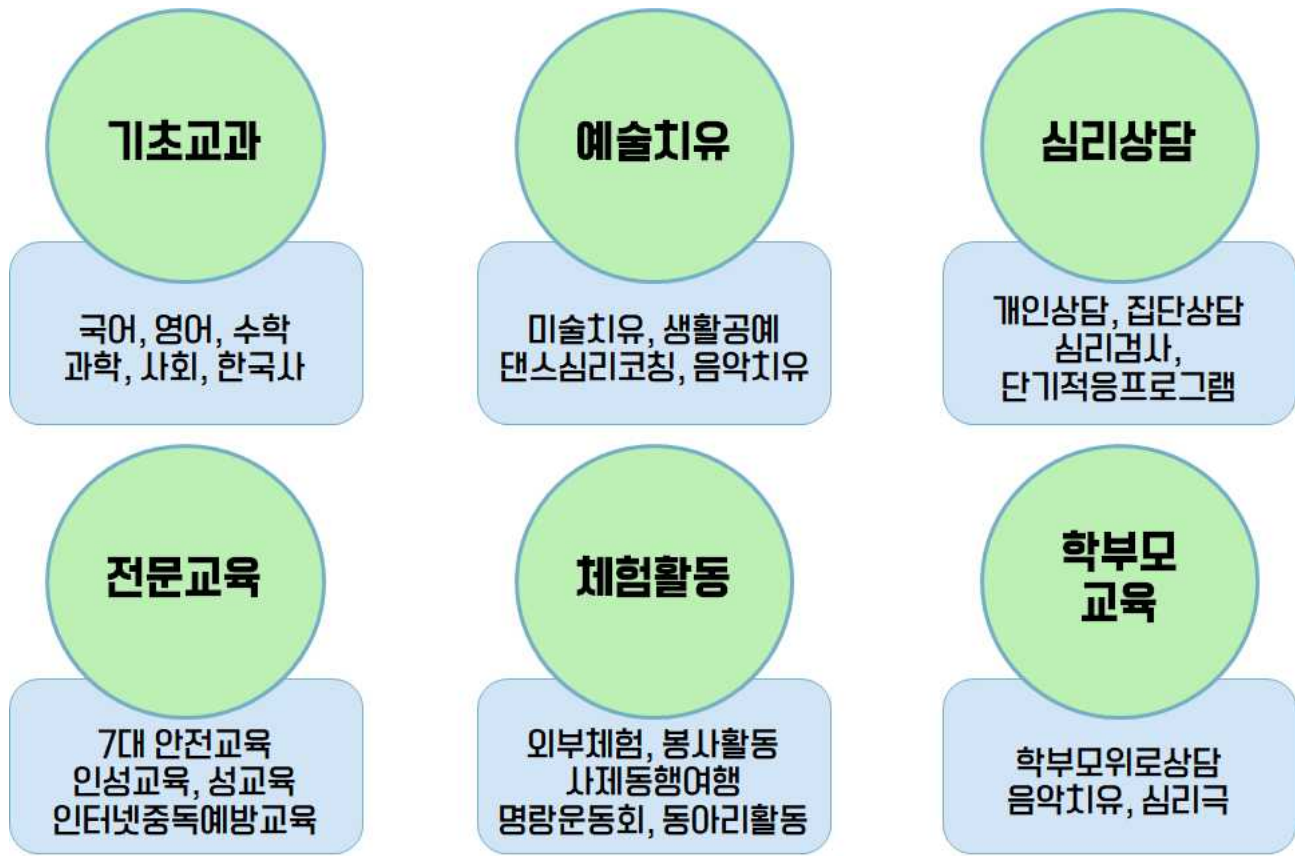 기초교과
국어, 영어, 수학
과학, 사회, 한국사
예술치유
미술치유, 생활공예
댄스심리코칭, 음악치유
심리상담
개인상담, 집단상담
심리검사,
단기적응프로그램
전문교육
7대 안전교육
인성교육, 성교육
인터넷중독예방교육
체험활동
외부체험, 봉사활동
사제동행여행
명랑운동회, 동아리활동
학부모
교육
학부모위로상담
음악치유, 심리극